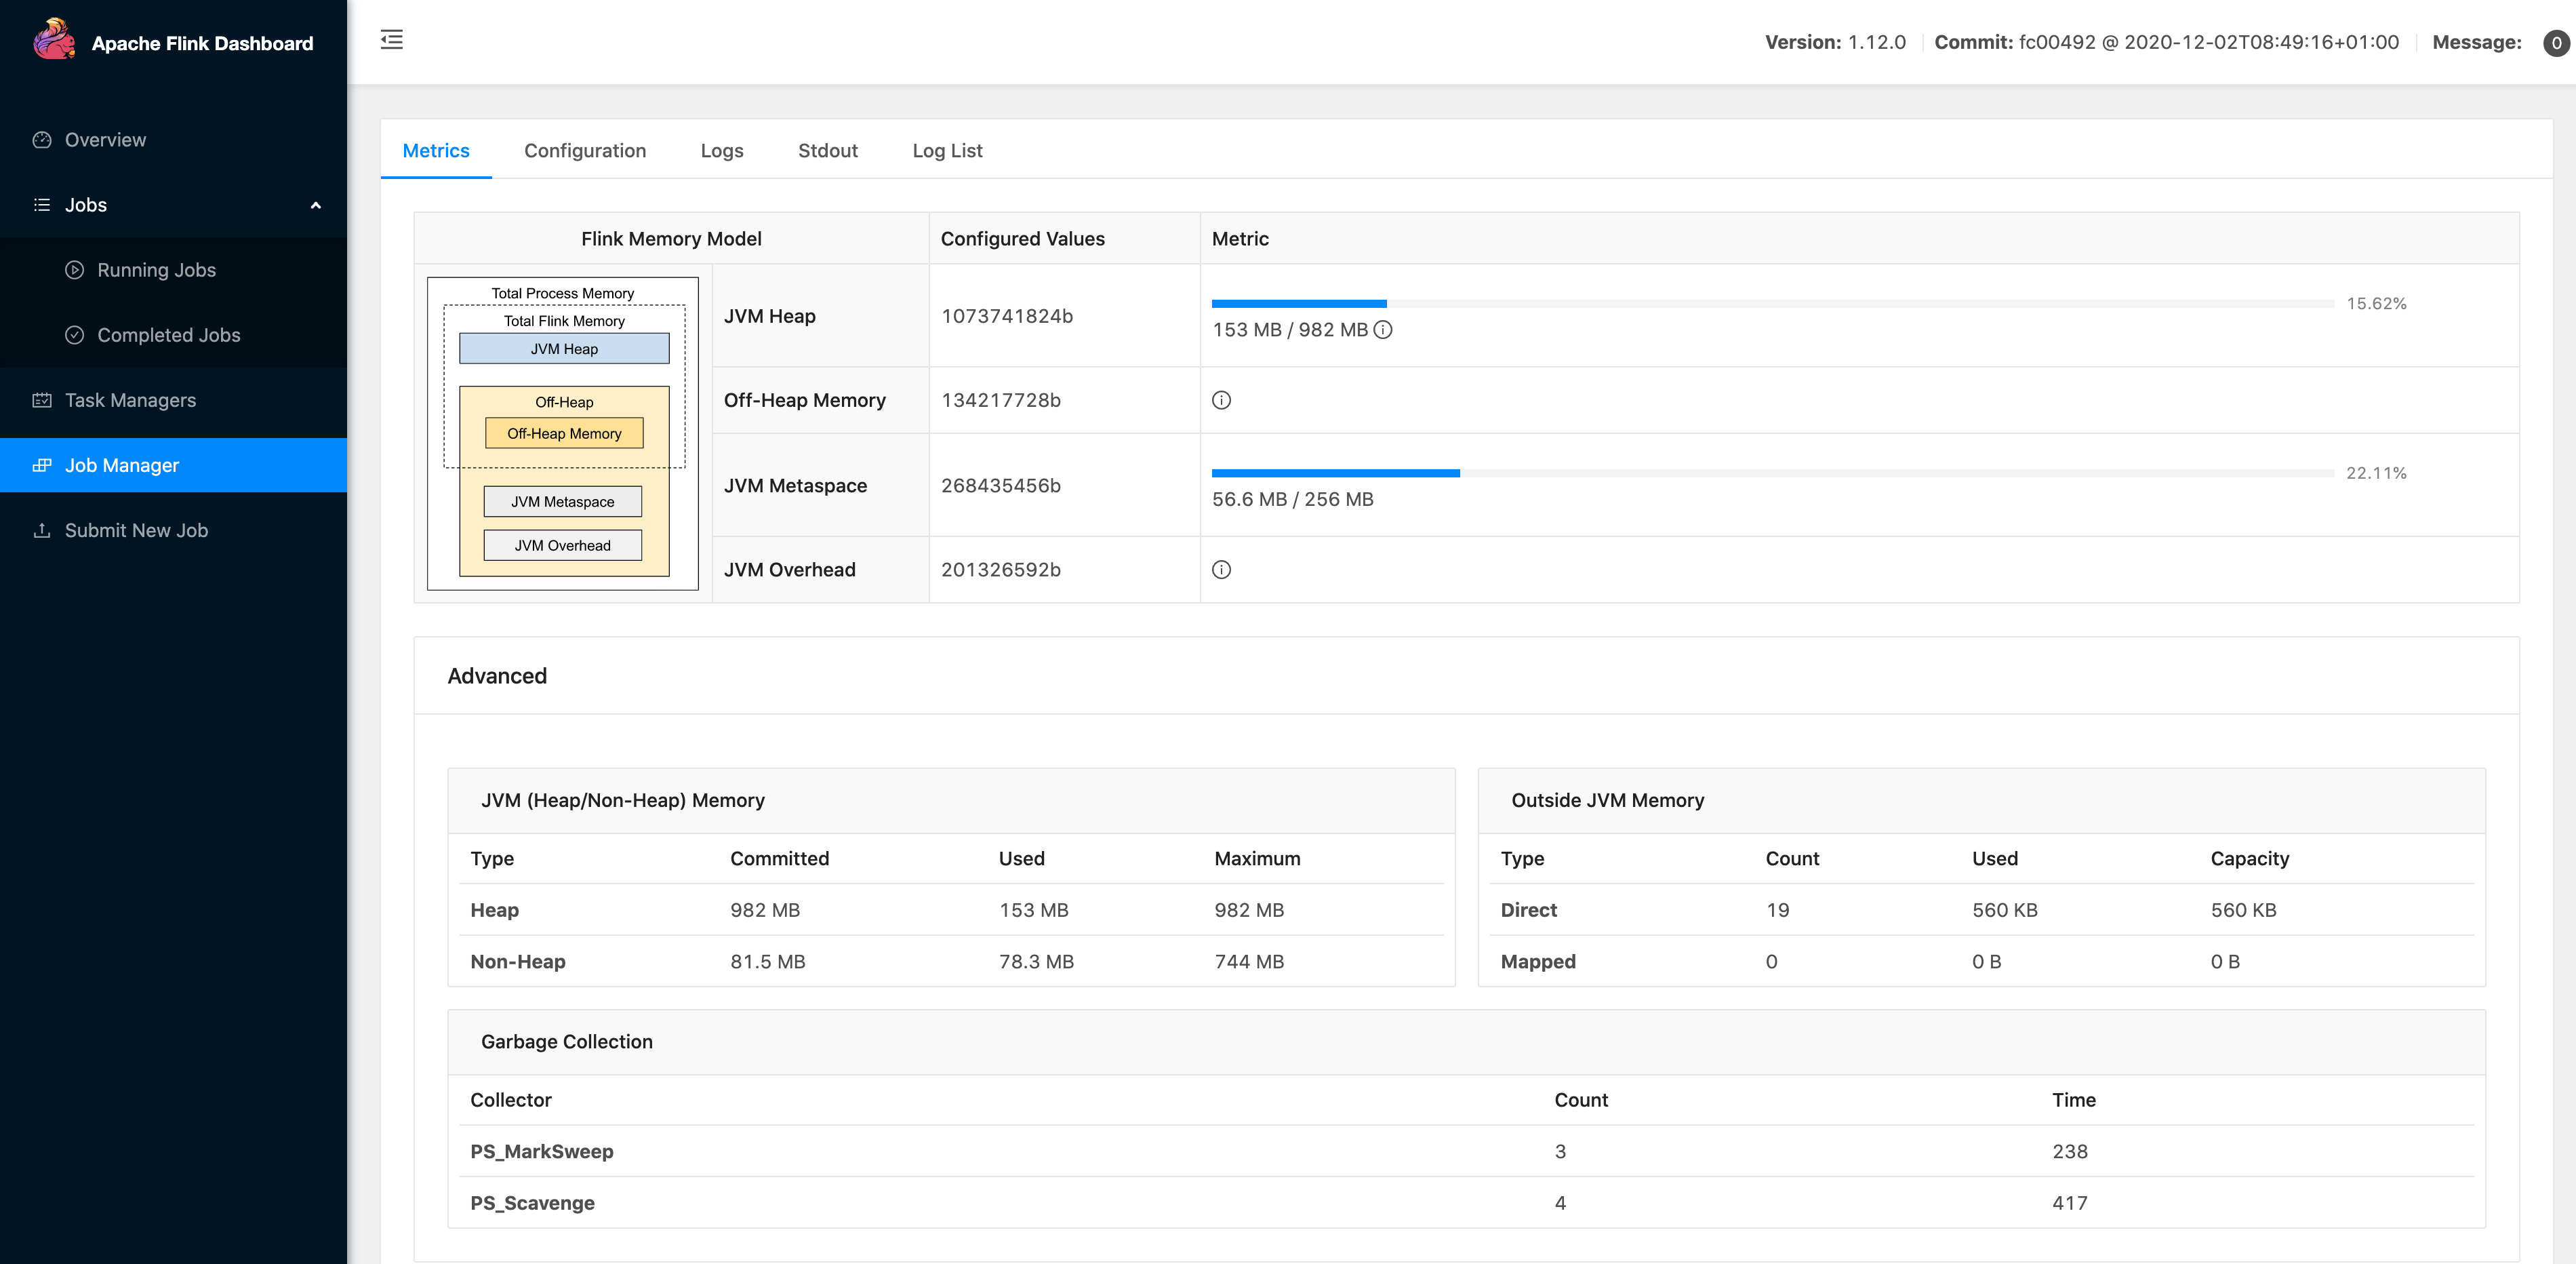 Apache Flink Dashboard
Version: 1.12.0 Commit: fc00492 @ 2020-12-02T08:49:16+01:00 Message: 0
Overview
Jobs
Running Jobs
Completed Jobs
Task Managers
Job Manager
Submit New Job
Metrics Configuration Logs Stdout Log List
Flink Memory Model Configured Values Metric
Total Process Memory
Total Flink Memory
JVM Heap
Off-Heap
Off-Heap Memory
JVM Metaspace
JVM Overhead
JVM Heap 1073741824b 15.62%
153 MB / 982 MB
Off-Heap Memory 134217728b
JVM Metaspace 268435456b 22.11%
56.6 MB / 256 MB
JVM Overhead 201326592b
Advanced
JVM (Heap/Non-Heap) Memory
Type Committed Used Maximum
Heap 982 MB 153 MB 982 MB
Non-Heap 81.5 MB 78.3 MB 744 MB
Outside JVM Memory
Type Count Used Capacity
Direct 19 560 KB 560 KB
Mapped 0 0 B 0 B
Garbage Collection
Collector Count Time
PS_MarkSweep 3 238
PS_Scavenge 4 417